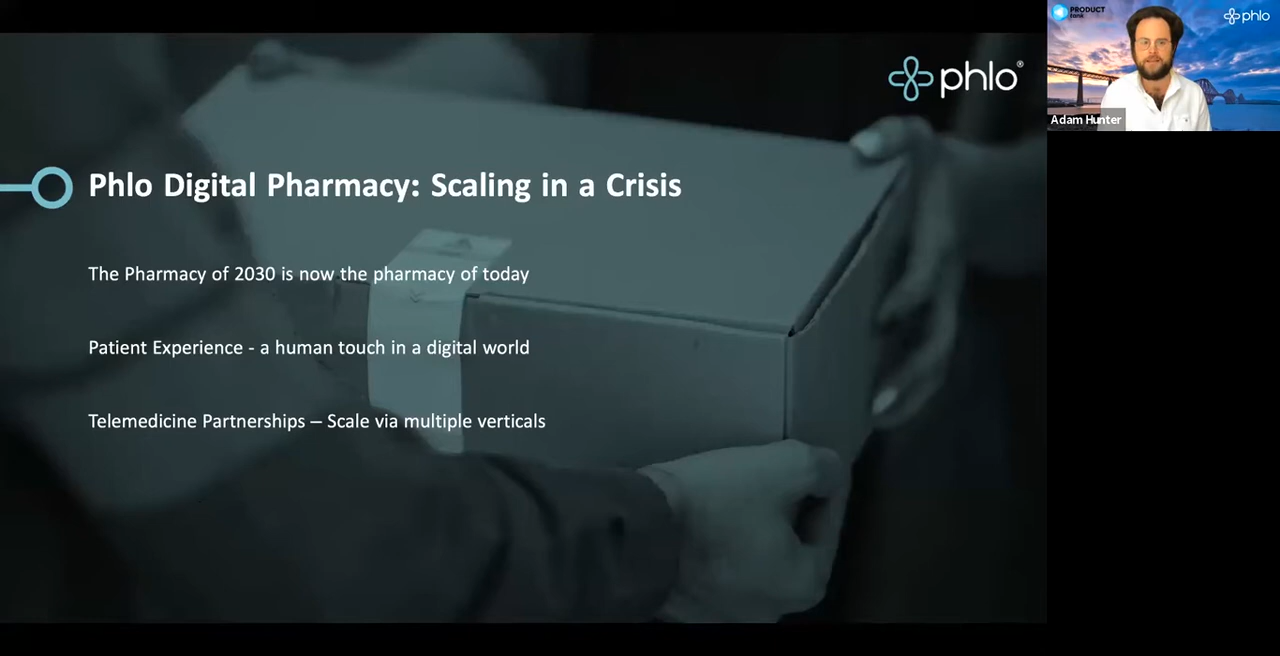 phlo®
Phlo Digital Pharmacy: Scaling in a Crisis
The Pharmacy of 2030 is now the pharmacy of today
Patient Experience - a human touch in a digital world
Telemedicine Partnerships – Scale via multiple verticals
PRODUCT
tank
phlo
Adam Hunter